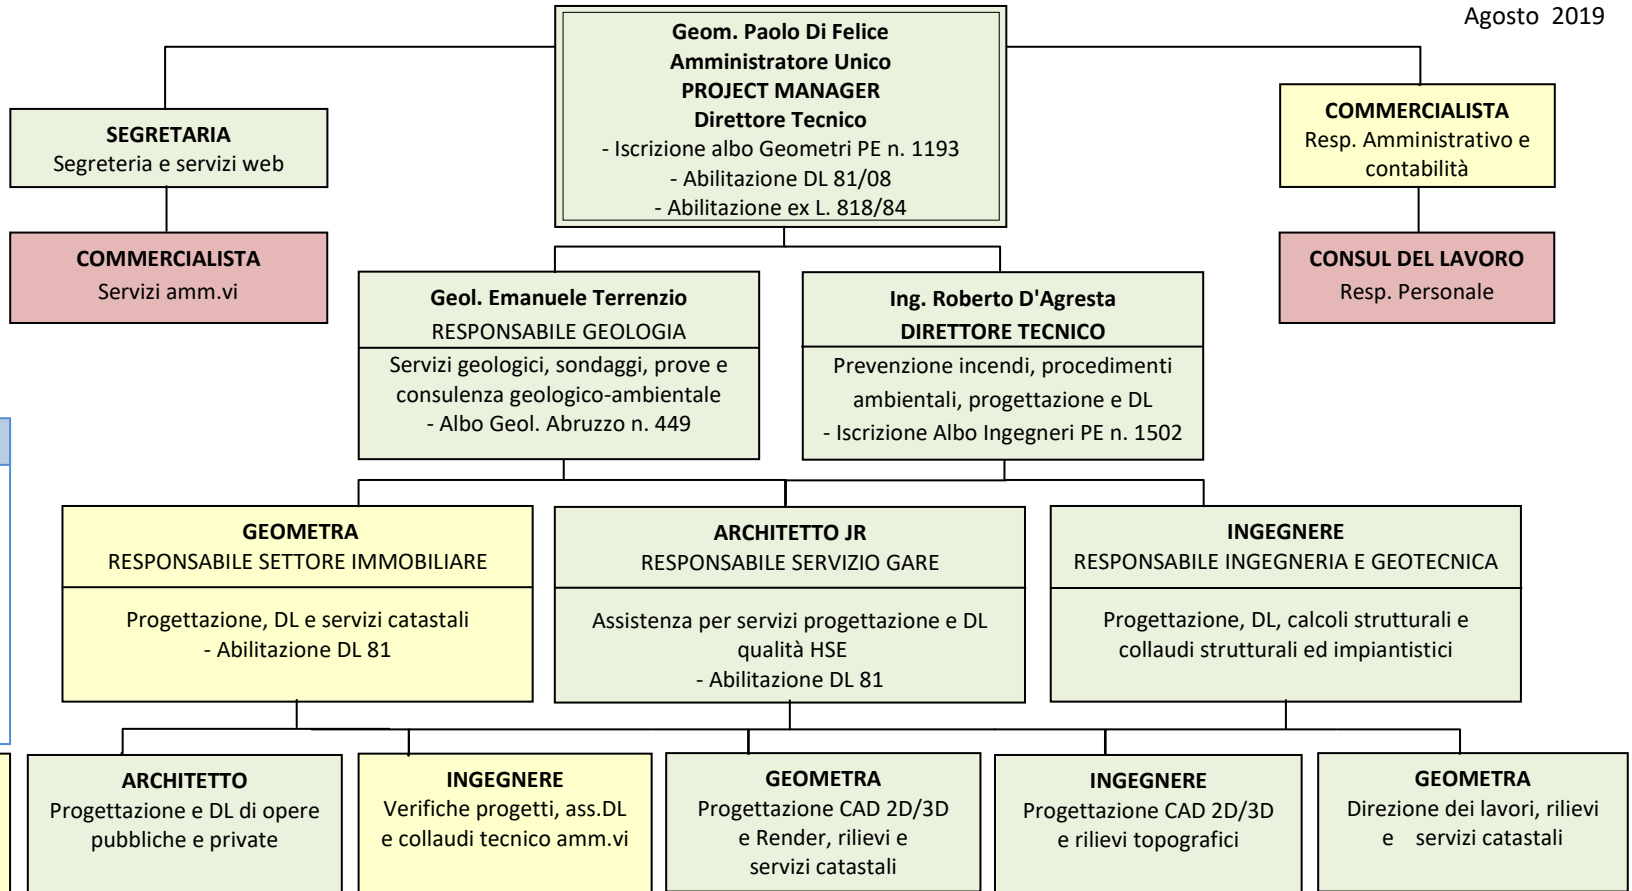 Agosto 2019
Geom. Paolo Di Felice
Amministratore Unico
PROJECT MANAGER
Direttore Tecnico
- Iscrizione albo Geometri PE n. 1193
- Abilitazione DL 81/08
- Abilitazione ex L. 818/84
SEGRETARIA
Segreteria e servizi web
COMMERCIALISTA
Resp. Amministrativo e
contabilità
COMMERCIALISTA
Servizi amm.vi
CONSUL DEL LAVORO
Resp. Personale
Geol. Emanuele Terrenzio
RESPONSABILE GEOLOGIA
Servizi geologici, sondaggi, prove e
consulenza geologico-ambientale
- Albo Geol. Abruzzo n. 449
Ing. Roberto D'Agresta
DIRETTORE TECNICO
Prevenzione incendi, procedimenti
ambientali, progettazione e DL
- Iscrizione Albo Ingegneri PE n. 1502
GEOMETRA
RESPONSABILE SETTORE IMMOBILIARE
Progettazione, DL e servizi catastali
- Abilitazione DL 81
ARCHITETTO JR
RESPONSABILE SERVIZIO GARE
Assistenza per servizi progettazione e DL
qualità HSE
- Abilitazione DL 81
INGEGNERE
RESPONSABILE INGEGNERIA E GEOTECNICA
Progettazione, DL, calcoli strutturali e
collaudi strutturali ed impiantistici
ARCHITETTO
Progettazione e DL di opere
pubbliche e private
INGEGNERE
Verifiche progetti, ass.DL
e collaudi tecnico amm.vi
GEOMETRA
Progettazione CAD 2D/3D
e Render, rilievi e
servizi catastali
INGEGNERE
Progettazione CAD 2D/3D
e rilievi topografici
GEOMETRA
Direzione dei lavori, rilievi
e servizi catastali